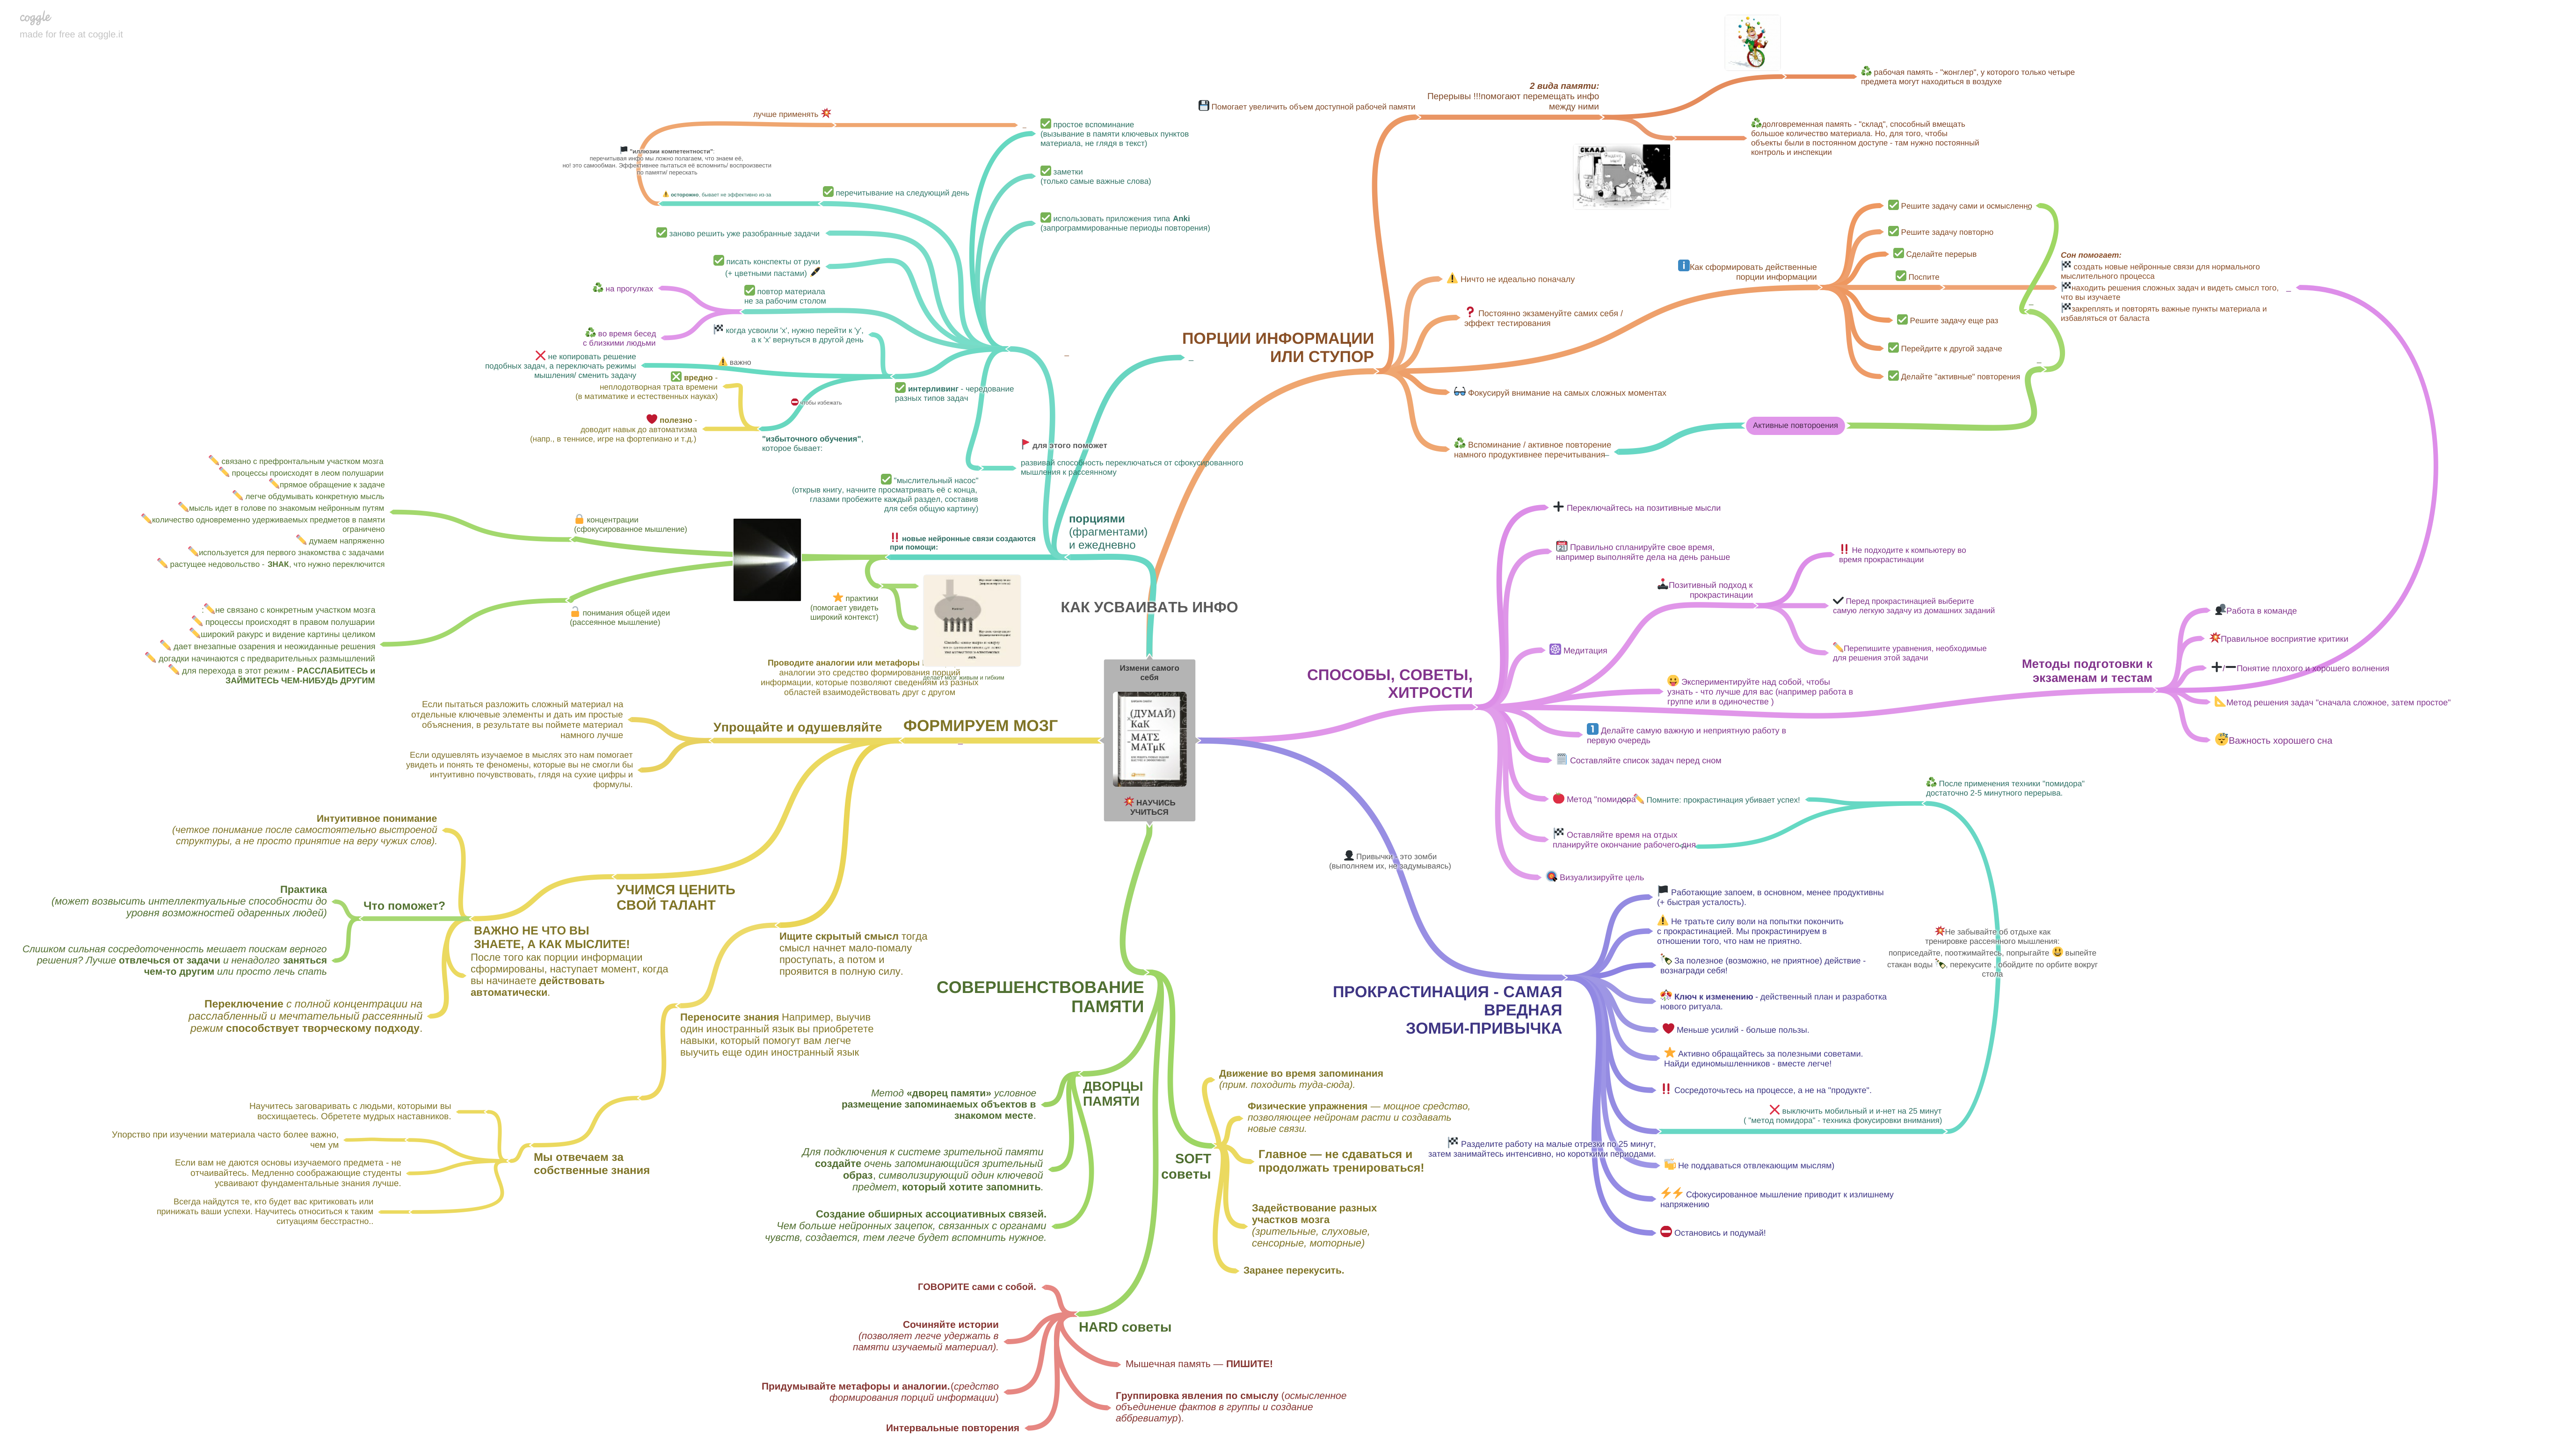 coggle
made for free at coggle.it
рабочая память - "жонглер", у которого только четыре
предмета могут находиться в воздухе
2 вида памяти:
Перерывы !!!помогают перемещать инфо
между ними
Помогает увеличить объем доступной рабочей памяти
долговременная память - "склад", способный вмещать
большое количество материала. Но, для того, чтобы
объекты были в постоянном доступе - там нужно постоянный
контроль и инспекции
СКЛАД
лучше применять
простое вспоминание
(вызывание в памяти ключевых пунктов
материала, не глядя в текст)
"иллюзии компетентности":
перечитывая инфо мы ложно полагаем, что знаем её,
но! это самообман. Эффективнее пытаться её вспомнить/ воспроизвести
по памяти/ перескать
осторожно, бывает не эффективно из-за
перечитывание на следующий день
заметки
(только самые важные слова)
использовать приложения типа Anki
(запрограммированные периоды повторения)
заново решить уже разобранные задачи
писать конспекты от руки
(+ цветными пастами)
повтор материала
не за рабочим столом
на прогулках
во время бесед
с близкими людьми
когда усвоили 'x', нужно перейти к 'y',
а к 'x' вернуться в другой день
не копировать решение
подобных задач, а переключать режимы
мышления/ сменить задачу
важно
вредно -
неплодотворная трата времени
(в матиматике и естественных науках)
чтобы избежать
интерливинг - чередование
разных типов задач
полезно -
доводит навык до автоматизма
(напр., в теннисе, игре на фортепиано и т.д.)
"избыточного обучения",
которое бывает:
для этого поможет
развивай способность переключаться от сфокусированного
мышления к рассеянному
"мыслительный насос"
(открыв книгу, начните просматривать её с конца,
глазами пробежите каждый раздел, составив
для себя общую картину)
порциями
(фрагментами)
и ежедневно
новые нейронные связи создаются
при помощи:
концентрации
(сфокусированное мышление)
связано с префронтальным участком мозга
процессы происходят в леом полушарии
прямое обращение к задаче
легче обдумывать конкретную мысль
мысль идет в голове по знакомым нейронным путям
количество одновременно удерживаемых предметов в памяти
ограничено
думаем напряженно
используется для первого знакомства с задачами
растущее недовольство - ЗНАК, что нужно переключится
понимания общей идеи
(рассеянное мышление)
:не связано с конкретным участком мозга
процессы происходят в правом полушарии
широкий ракурс и видение картины целиком
дает внезапные озарения и неожиданные решения
догадки начинаются с предварительных размышлений
для перехода в этот режим - РАССЛАБИТЕСЬ и
ЗАЙМИТЕСЬ ЧЕМ-НИБУДЬ ДРУГИМ
практики
(помогает увидеть
широкий контекст)
КАК УСВАИВАТЬ ИНФО
Проводите аналогии или метафоры
аналогии это средство формирования порций
информации, которые позволяют сведениям из разных
областей взаимодействовать друг с другом
делает мозг живым и гибким
ПОРЦИИ ИНФОРМАЦИИ
ИЛИ СТУПОР
Ничто не идеально поначалу
Постоянно экзаменуйте самих себя /
эффект тестирования
Как сформировать действенные
порции информации
Решите задачу сами и осмысленно
Решите задачу повторно
Сделайте перерыв
Поспите
Решите задачу еще раз
Перейдите к другой задаче
Делайте "активные" повторения
Сон помогает:
создать новые нейронные связи для нормального
мыслительного процесса
находить решения сложных задач и видеть смысл того,
что вы изучаете
закреплять и повторять важные пункты материала и
избавляться от баласта
Фокусируй внимание на самых сложных моментах
Активные повтороения
Вспоминание / активное повторение
намного продуктивнее перечитывания
Измени самого
себя
(ДУМАЙ)
КАК
МАТΣ
МАТμК
НАУЧИСЬ
УЧИТЬСЯ
СПОСОБЫ, СОВЕТЫ,
ХИТРОСТИ
Переключайтесь на позитивные мысли
Правильно спланируйте свое время,
например выполняйте дела на день раньше
Позитивный подход к
прокрастинации
Не подходите к компьютеру во
время прокрастинации
Перед прокрастинацией выберите
самую легкую задачу из домашних заданий
Перепишите уравнения, необходимые
для решения этой задачи
Медитация
Экспериментируйте над собой, чтобы
узнать - что лучше для вас (например работа в
группе или в одиночестве )
Делайте самую важную и неприятную работу в
первую очередь
Составляйте список задач перед сном
Метод "помидора
Помните: прокрастинация убивает успех!
Оставляйте время на отдых
планируйте окончание рабочего дня
Визуализируйте цель
После применения техники "помидора"
достаточно 2-5 минутного перерыва.
Методы подготовки к
экзаменам и тестам
Работа в команде
Правильное восприятие критики
/Понятие плохого и хорошего волнения
Метод решения задач "сначала сложное, затем простое"
Важность хорошего сна
ФОРМИРУЕМ МОЗГ
Упрощайте и одушевляйте
Если пытаться разложить сложный материал на
отдельные ключевые элементы и дать им простые
объяснения, в результате вы поймете материал
намного лучше
Если одушевлять изучаемое в мыслях это нам помогает
увидеть и понять те феномены, которые вы не смогли бы
интуитивно почувствовать, глядя на сухие цифры и
формулы.
УЧИМСЯ ЦЕНИТЬ
СВОЙ ТАЛАНТ
Интуитивное понимание
(четкое понимание после самостоятельно выстроеной
структуры, а не просто принятие на веру чужих слов).
Что поможет?
Практика
(может возвысить интеллектуальные способности до
уровня возможностей одаренных людей)
Слишком сильная сосредоточенность мешает поискам верного
решения? Лучше отвлечься от задачи и ненадолго заняться
чем-то другим или просто лечь спать
ВАЖНО НЕ ЧТО ВЫ
ЗНАЕТЕ, А КАК МЫСЛИТЕ!
После того как порции информации
сформированы, наступает момент, когда
вы начинаете действовать
автоматически.
Переключение с полной концентрации на
расслабленный и мечтательный рассеянный
режим способствует творческому подходу.
Ищите скрытый смысл тогда
смысл начнет мало-помалу
проступать, а потом и
проявится в полную силу.
Переносите знания Например, выучив
один иностранный язык вы приобретете
навыки, который помогут вам легче
выучить еще один иностранный язык
Мы отвечаем за
собственные знания
Научитесь заговаривать с людьми, которыми вы
восхищаетесь. Обретете мудрых наставников.
Упорство при изучении материала часто более важно,
чем ум
Если вам не даются основы изучаемого предмета - не
отчаивайтесь. Медленно соображающие студенты
усваивают фундаментальные знания лучше.
Всегда найдутся те, кто будет вас критиковать или
принижать ваши успехи. Научитесь относиться к таким
ситуациям бесстрастно..
СОВЕРШЕНСТВОВАНИЕ
ПАМЯТИ
ДВОРЦЫ
ПАМЯТИ
Метод «дворец памяти» условное
размещение запоминаемых объектов в
знакомом месте.
Для подключения к системе зрительной памяти
создайте очень запоминающийся зрительный
образ, символизирующий один ключевой
предмет, который хотите запомнить.
Создание обширных ассоциативных связей.
Чем больше нейронных зацепок, связанных с органами
чувств, создается, тем легче будет вспомнить нужное.
SOFT
советы
Движение во время запоминания
(прим. походить туда-сюда).
Физические упражнения — мощное средство,
позволяющее нейронам расти и создавать
новые связи.
Главное — не сдаваться и
продолжать тренироваться!
Задействование разных
участков мозга
(зрительные, слуховые,
сенсорные, моторные)
Заранее перекусить.
HARD советы
ГОВОРИТЕ сами с собой.
Сочиняйте истории
(позволяет легче удержать в
памяти изучаемый материал).
Придумывайте метафоры и аналогии.(средство
формирования порций информации)
Интервальные повторения
Мышечная память — ПИШИТЕ!
Группировка явления по смыслу (осмысленное
объединение фактов в группы и создание
аббревиатур).
Привычки - это зомби
(выполняем их, не задумываясь)
ПРОКРАСТИНАЦИЯ - САМАЯ
ВРЕДНАЯ
ЗОМБИ-ПРИВЫЧКА
Работающие запоем, в основном, менее продуктивны
(+ быстрая усталость).
Не тратьте силу воли на попытки покончить
с прокрастинацией. Мы прокрастинируем в
отношении того, что нам не приятно.
За полезное (возможно, не приятное) действие -
вознагради себя!
Ключ к изменению - действенный план и разработка
нового ритуала.
Меньше усилий - больше пользы.
Активно обращайтесь за полезными советами.
Найди единомышленников - вместе легче!
Сосредоточьтесь на процессе, а не на "продукте".
выключить мобильный и и-нет на 25 минут
( "метод помидора" - техника фокусировки внимания)
Разделите работу на малые отрезки по 25 минут,
затем занимайтесь интенсивно, но короткими периодами.
Не поддаваться отвлекающим мыслям)
Сфокусированное мышление приводит к излишнему
напряжению
Остановись и подумай!
Не забывайте об отдыхе как
тренировке рассеянного мышления:
поприседайте, поотжимайтесь, попрыгайте выпейте
стакан воды , перекусите , обойдите по орбите вокруг
стола